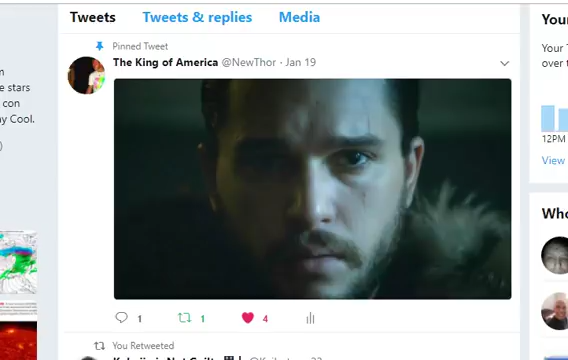 Tweets Tweets & replies Media
Pinned Tweet
The King of America @NewThor · Jan 19
1 1 4
You Retweeted
stars
con
Cool.
)
Your T
over t
12PM
View
Who